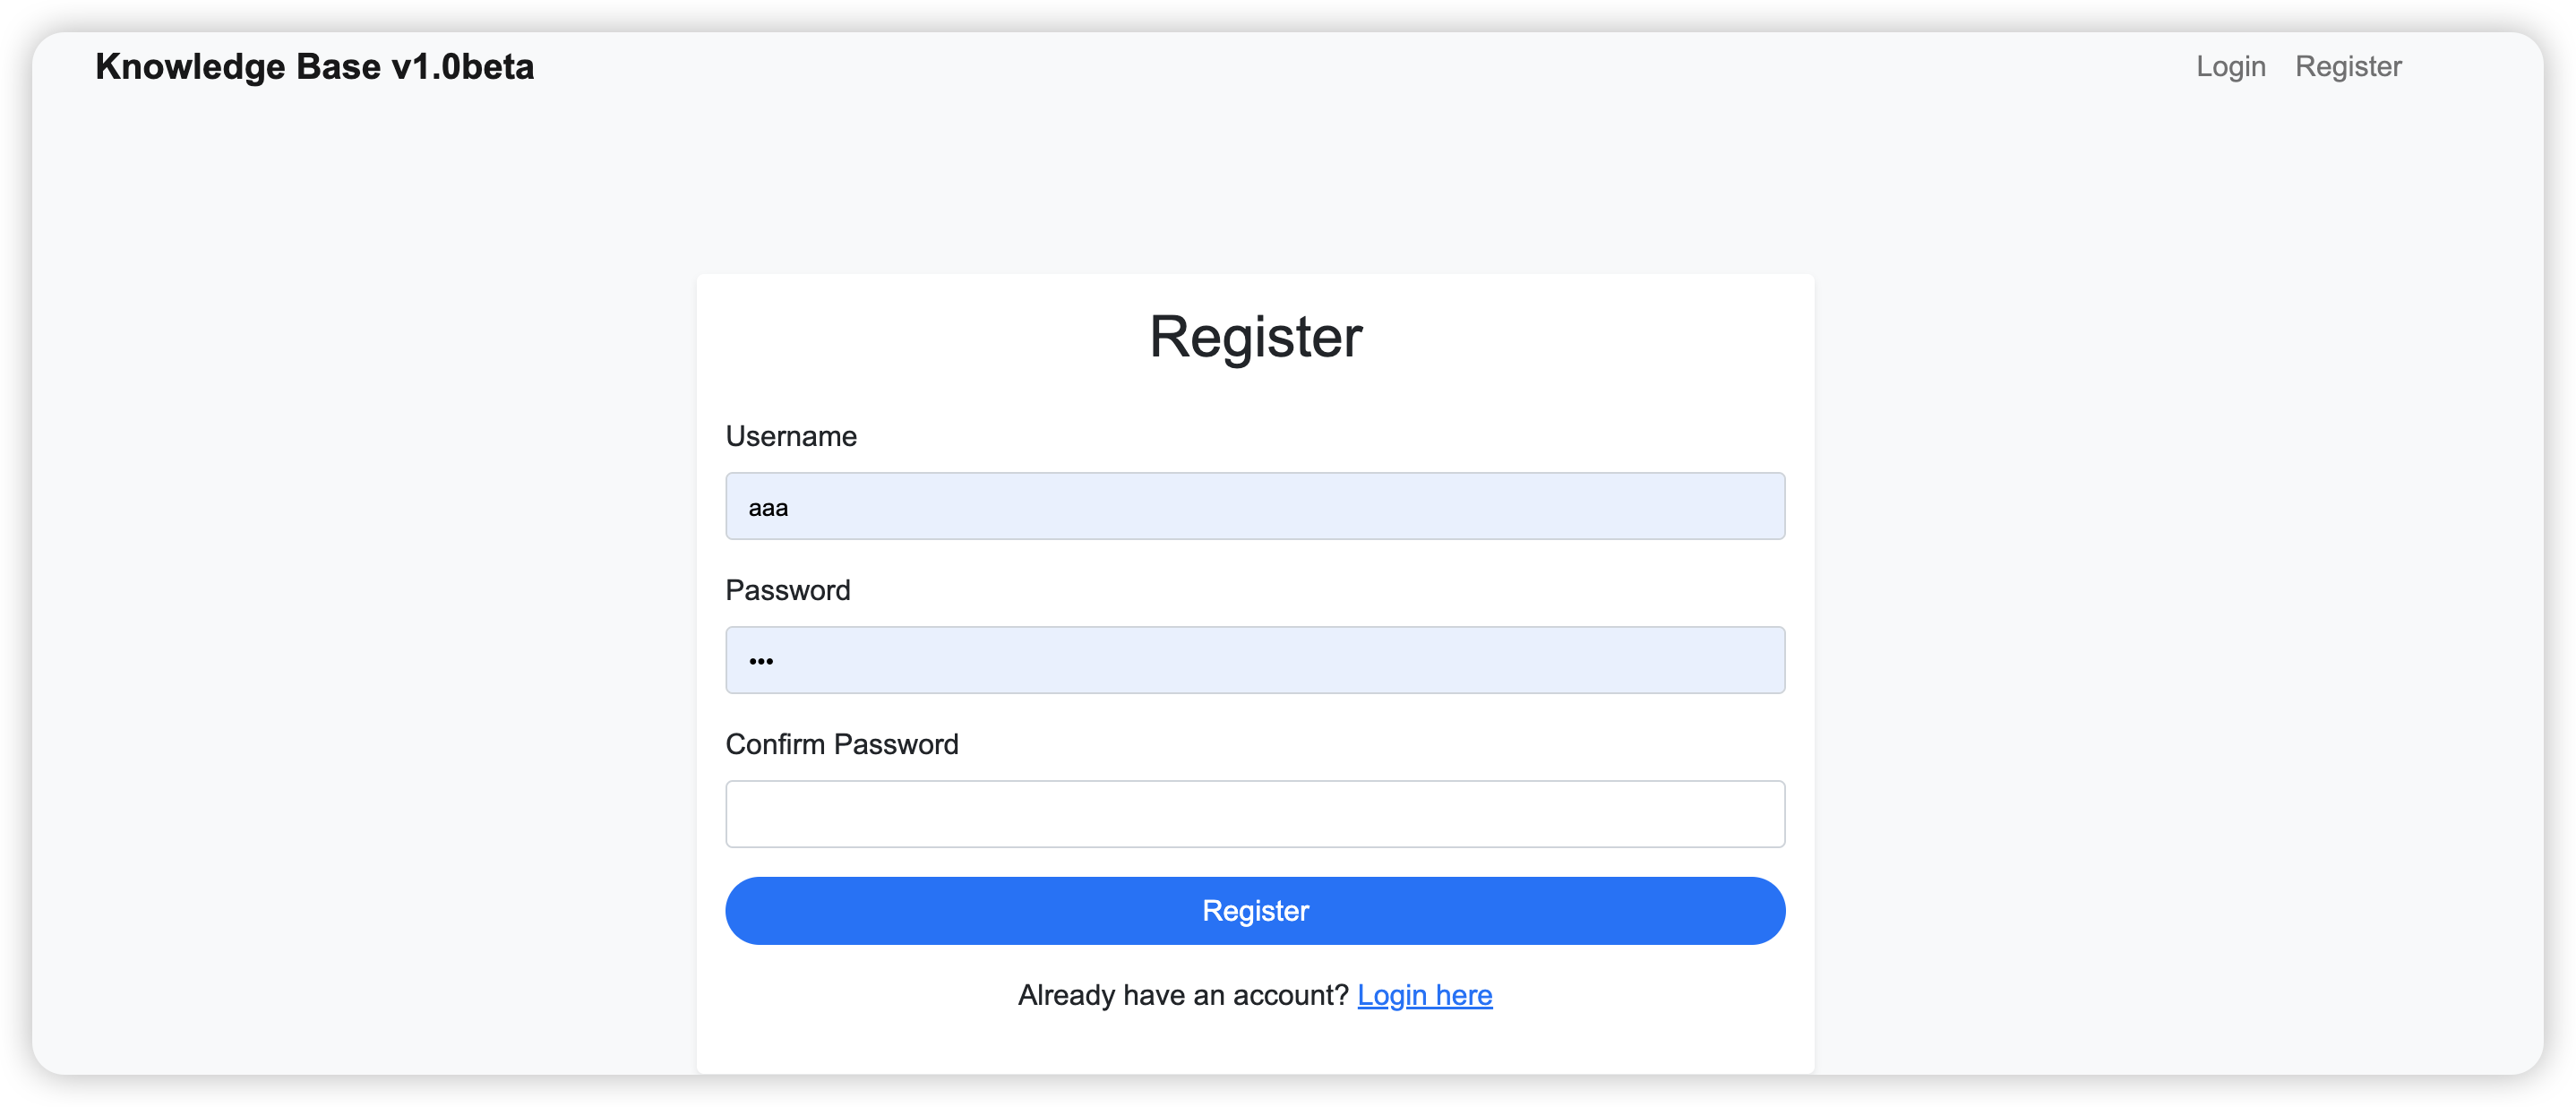 Knowledge Base v1.0beta
Login Register
Register
Username
aaa
Password
•••
Confirm Password
Register
Already have an account? Login here